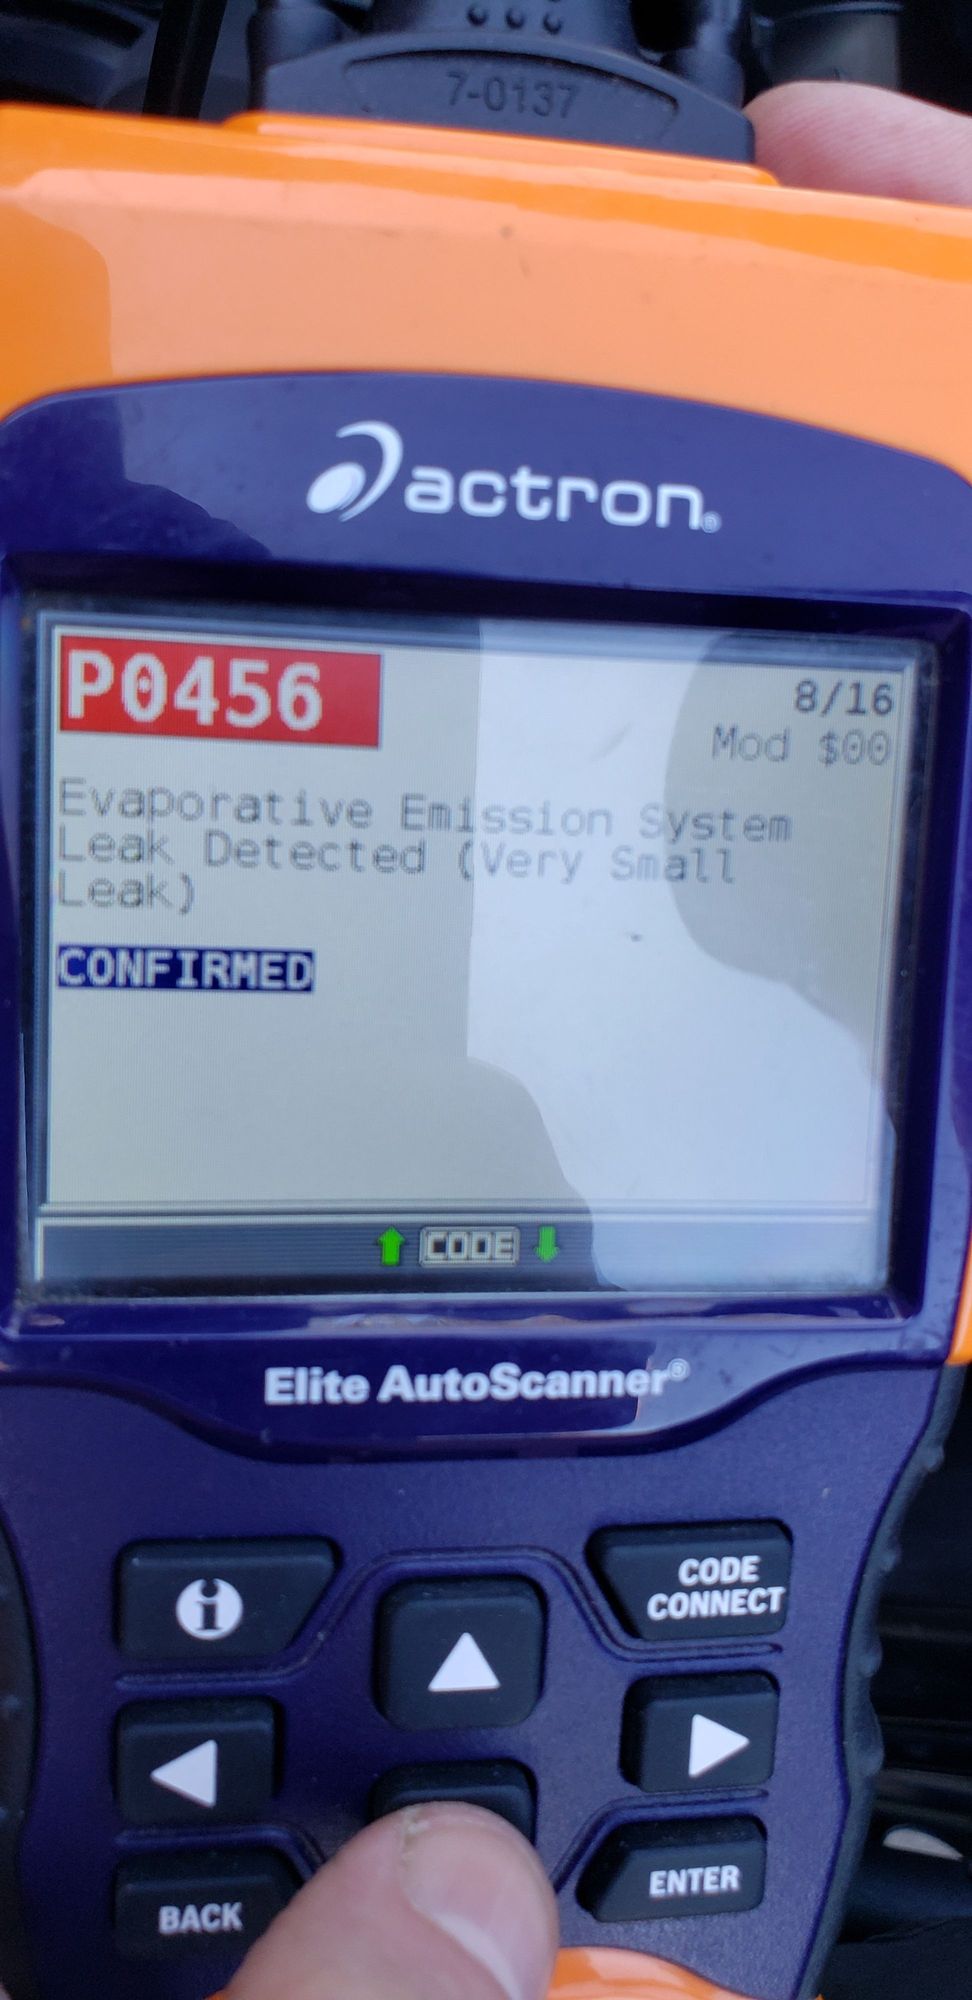 7-0137
actron®
P0456
8/16
Mod $00
Evaporative Emission System
Leak Detected (Very Small
Leak)
CONFIRMED
CODE
Elite AutoScanner®
i
CODE
CONNECT
BACK
ENTER